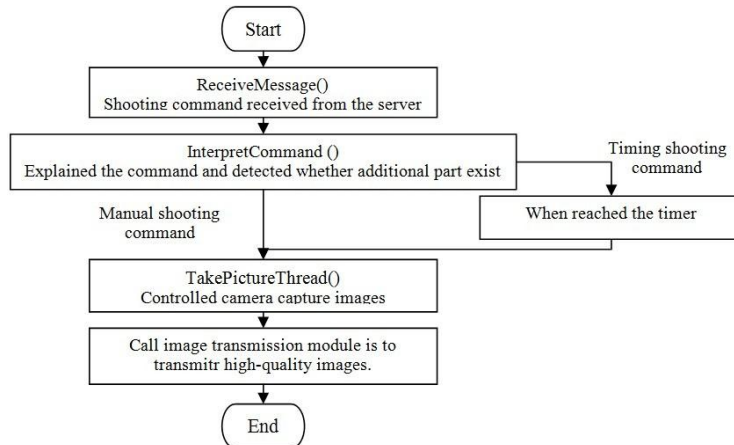 Start
ReceiveMessage()
Shooting command received from the server
InterpretCommand ()
Explained the command and detected whether additional part exist
Timing shooting
command
Manual shooting
command
When reached the timer
TakePictureThread()
Controlled camera capture images
Call image transmission module is to
transmitr high-quality images.
End